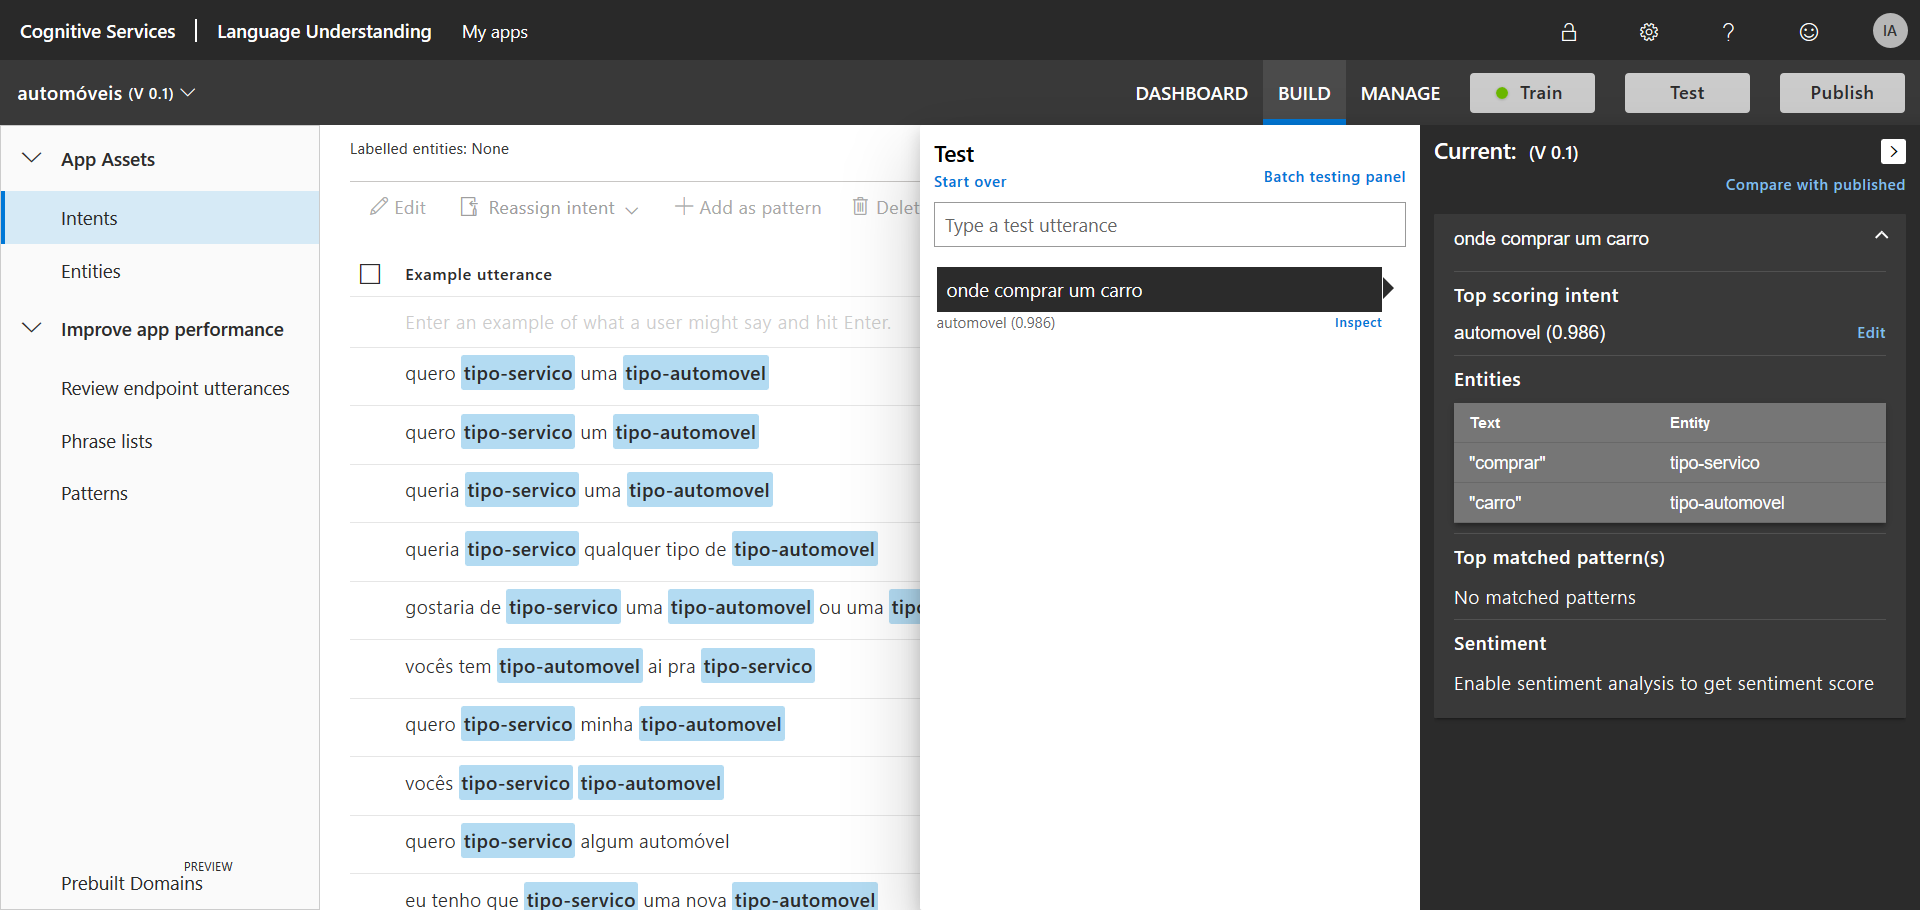 Cognitive Services | Language Understanding My apps
IA
automóveis (V 0.1)
DASHBOARD BUILD MANAGE Train Test Publish
App Assets
Intents
Entities
Improve app performance
Review endpoint utterances
Phrase lists
Patterns
PREVIEW
Prebuilt Domains
Labelled entities: None
Edit Reassign intent Add as pattern
Example utterance
Enter an example of what a user might say and hit Enter.
quero tipo-servico uma tipo-automovel
quero tipo-servico um tipo-automovel
queria tipo-servico uma tipo-automovel
queria tipo-servico qualquer tipo de tipo-automovel
gostaria de tipo-servico uma tipo-automovel ou uma
vocês tem tipo-automovel ai pra tipo-servico
quero tipo-servico minha tipo-automovel
vocês tipo-servico tipo-automovel
quero tipo-servico algum automóvel
eu tenho que tipo-servico uma nova tipo-automovel
Test
Start over
Batch testing panel
Type a test utterance
onde comprar um carro
automovel (0.986)
Inspect
Current: (V 0.1)
Compare with published
onde comprar um carro
Top scoring intent
automovel (0.986)
Edit
Entities
Text Entity
"comprar" tipo-servico
"carro" tipo-automovel
Top matched pattern(s)
No matched patterns
Sentiment
Enable sentiment analysis to get sentiment score